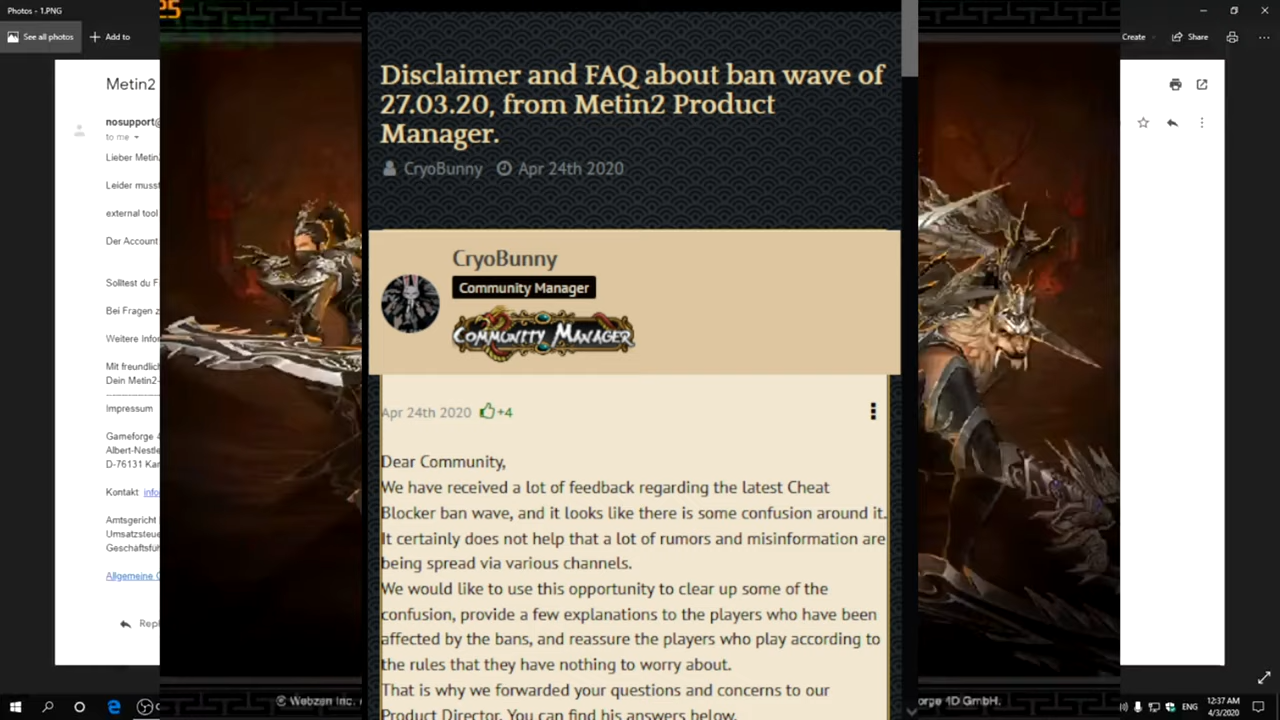 Photos - 1.PNG
25
See all photos
Add to
Create
Share
Metin2
nosupport@
to me
Lieber Metin
Leider musst
external tool
Der Account
Solltest du F
Bei Fragen z
Weitere Infor
Mit freundlich
Dein Metin2-
Impressum
Gameforge 4
Albert-Nestle
D-76131 Kar
Kontakt info
Amtsgericht
Umsatzsteue
Geschäftsfüh
Allgemeine G
Repl
Disclaimer and FAQ about ban wave of
27.03.20, from Metin2 Product
Manager.
CryoBunny Apr 24th 2020
CryoBunny
Community Manager
Community Manager
Apr 24th 2020 +4
Dear Community,
We have received a lot of feedback regarding the latest Cheat
Blocker ban wave, and it looks like there is some confusion around it.
It certainly does not help that a lot of rumors and misinformation are
being spread via various channels.
We would like to use this opportunity to clear up some of the
confusion, provide a few explanations to the players who have been
affected by the bans, and reassure the players who play according to
the rules that they have nothing to worry about.
That is why we forwarded your questions and concerns to our
Product Director. You can find his answers below.
© Webzen Inc.
orge 4D GmbH.
ENG
12:37 AM
4/3/2020